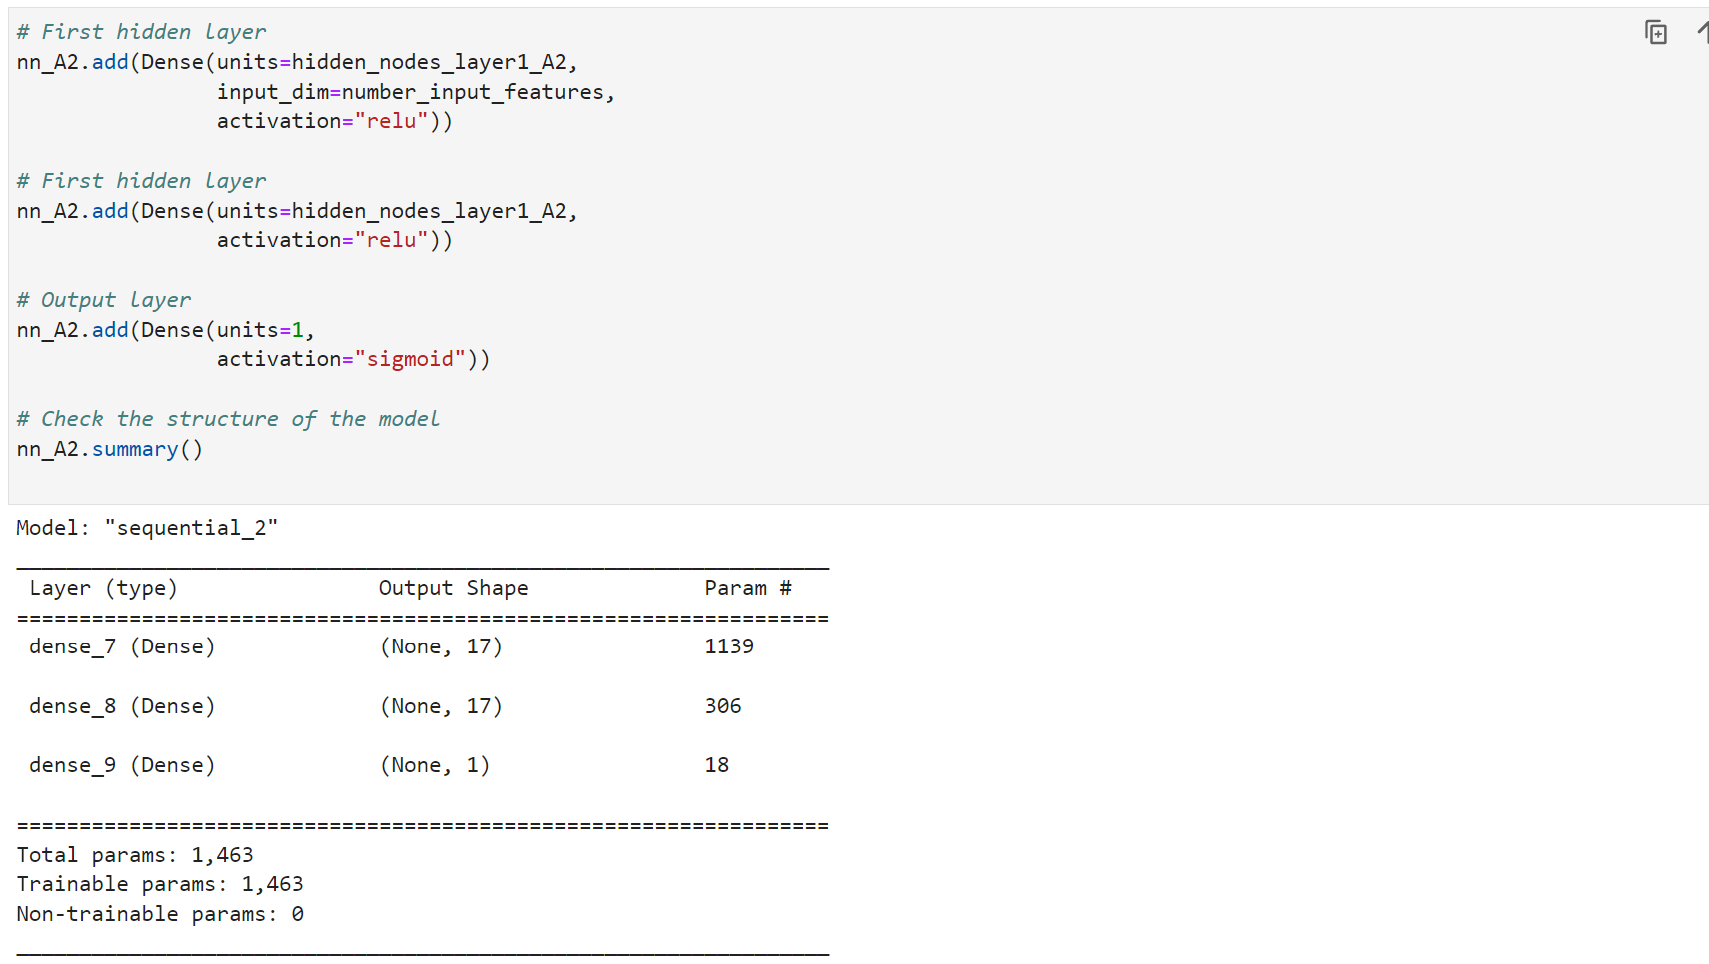 # First hidden layer
nn_A2.add(Dense(units=hidden_nodes_layer1_A2,
                input_dim=number_input_features,
                activation="relu"))
# First hidden layer
nn_A2.add(Dense(units=hidden_nodes_layer1_A2,
                activation="relu"))
# Output layer
nn_A2.add(Dense(units=1,
                activation="sigmoid"))
# Check the structure of the model
nn_A2.summary()
Model: "sequential_2"
_________________________________________________________________
 Layer (type)                Output Shape              Param #
=================================================================
 dense_7 (Dense)             (None, 17)                1139
 dense_8 (Dense)             (None, 17)                306
 dense_9 (Dense)             (None, 1)                 18
=================================================================
Total params: 1,463
Trainable params: 1,463
Non-trainable params: 0
_________________________________________________________________